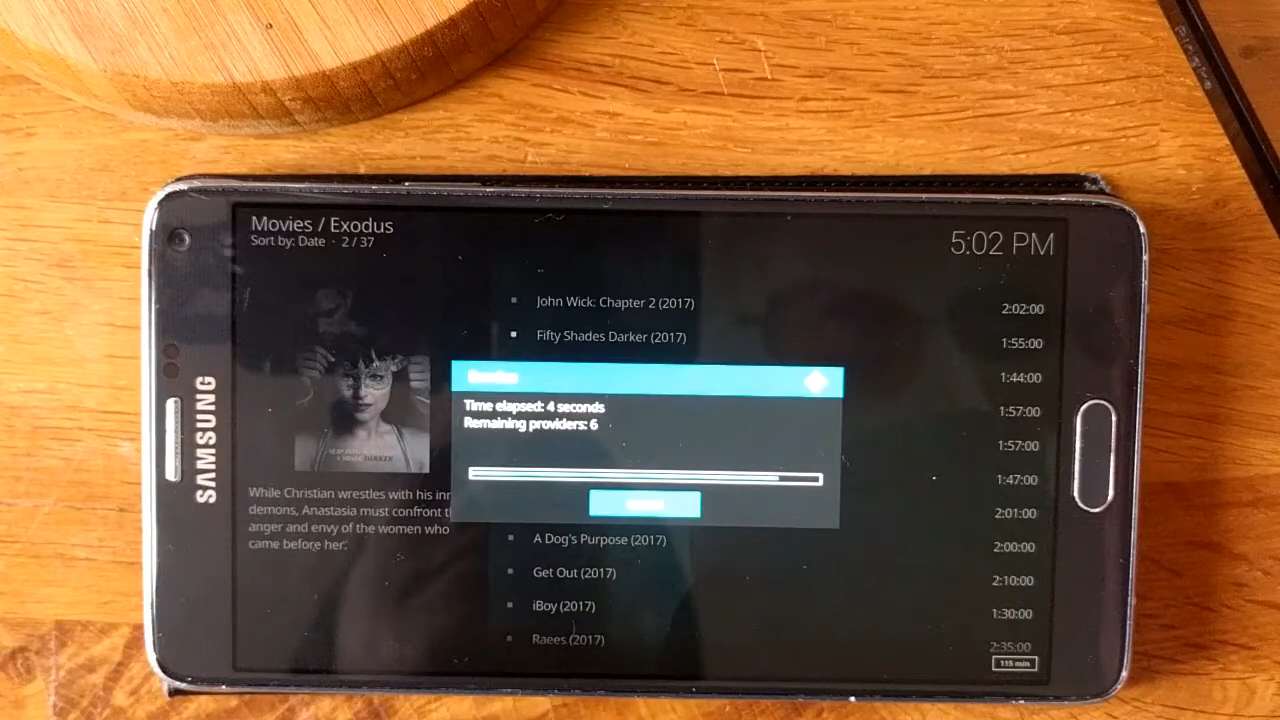 Movies / Exodus
Sort by: Date · 2 / 37
5:02 PM
John Wick: Chapter 2 (2017)
2:02:00
Fifty Shades Darker (2017)
1:55:00
1:44:00
1:57:00
1:57:00
1:47:00
2:01:00
Exodus
Time elapsed: 4 seconds
Remaining providers: 6
While Christian wrestles with his inn
demons, Anastasia must confront t
anger and envy of the women who
came before her.
A Dog's Purpose (2017)
2:00:00
Get Out (2017)
2:10:00
iBoy (2017)
1:30:00
Raees (2017)
2:35:00
115 min
SAMSUNG